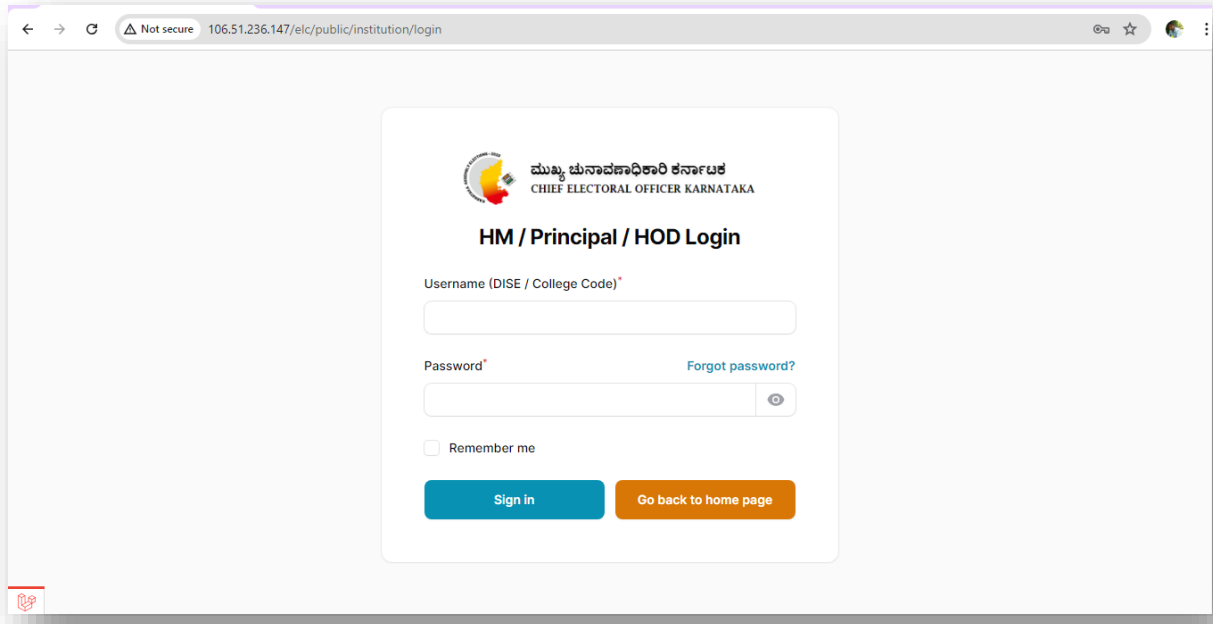 Not secure 106.51.236.147/elc/public/institution/login
ಮುಖ್ಯ ಚುನಾವಣಾಧಿಕಾರಿ ಕರ್ನಾಟಕ
CHIEF ELECTORAL OFFICER KARNATAKA
HM / Principal / HOD Login
Username (DISE / College Code)*
Password* Forgot password?
Remember me
Sign in Go back to home page